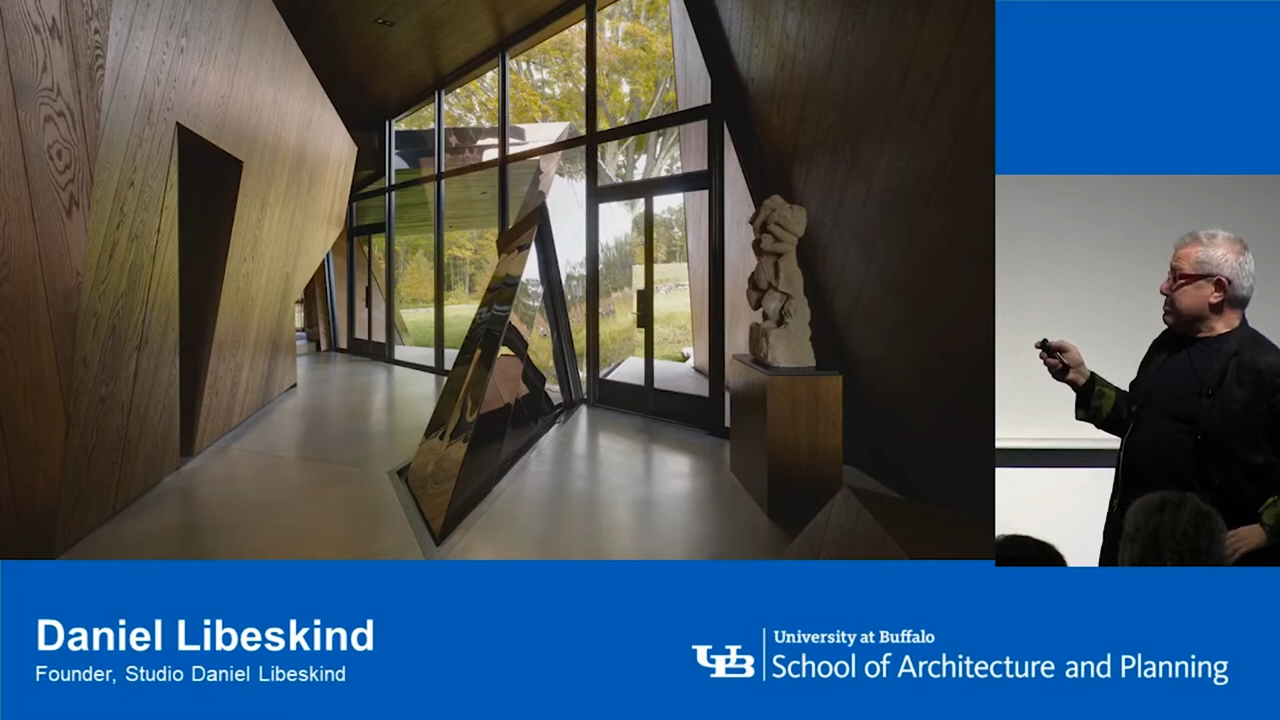 Daniel Libeskind
Founder, Studio Daniel Libeskind
UB
University at Buffalo
School of Architecture and Planning